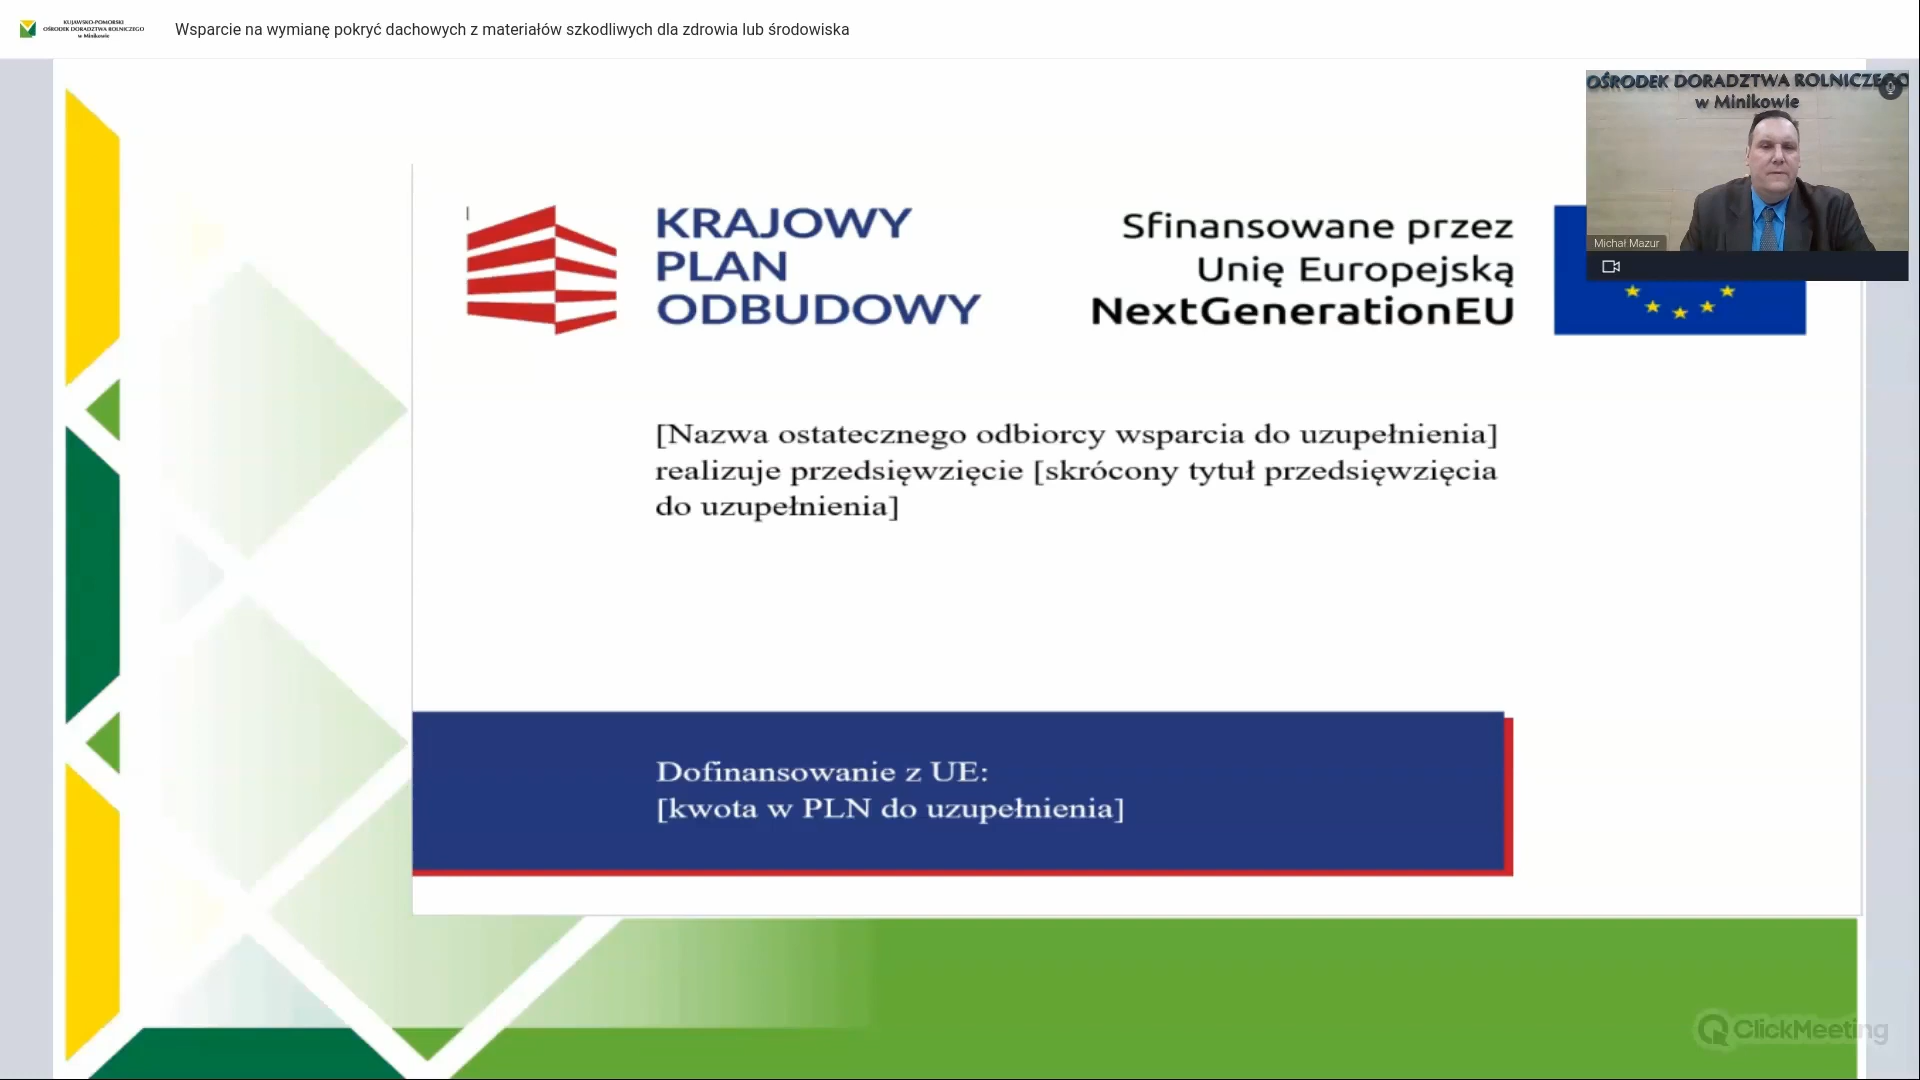 KUJAWSKO-POMORSKI
OŚRODEK DORADZTWA ROLNICZEGO
w Minikowie
Wsparcie na wymianę pokryć dachowych z materiałów szkodliwych dla zdrowia lub środowiska
OŚRODEK DORADZTWA ROLNICZEGO
w Minikowie
Michał Mazur
KRAJOWY
PLAN
ODBUDOWY
Sfinansowane przez
Unię Europejską
NextGenerationEU
[Nazwa ostatecznego odbiorcy wsparcia do uzupełnienia]
realizuje przedsięwzięcie [skrócony tytuł przedsięwzięcia
do uzupełnienia]
Dofinansowanie z UE:
[kwota w PLN do uzupełnienia]
ClickMeeting